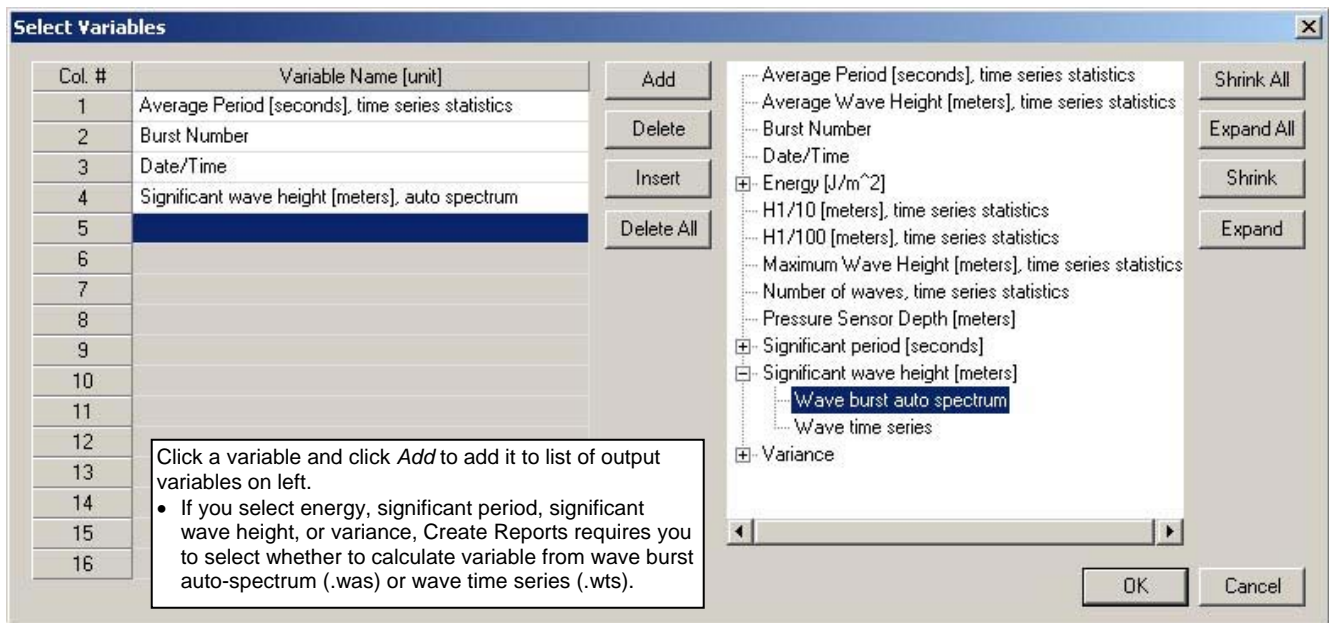 Select Variables
Col. # Variable Name [unit]
1 Average Period [seconds], time series statistics
2 Burst Number
3 Date/Time
4 Significant wave height [meters], auto spectrum
5
6
7
8
9
10
11
12
13
14
15
16
Add
Delete
Insert
Delete All
Average Period [seconds], time series statistics
Average Wave Height [meters], time series statistics
Burst Number
Date/Time
Energy [J/m^2]
H1/10 [meters], time series statistics
H1/100 [meters], time series statistics
Maximum Wave Height [meters], time series statistics
Number of waves, time series statistics
Pressure Sensor Depth [meters]
Significant period [seconds]
Significant wave height [meters]
Wave burst auto spectrum
Wave time series
Variance
Shrink All
Expand All
Shrink
Expand
Click a variable and click Add to add it to list of output
variables on left.
• If you select energy, significant period, significant
wave height, or variance, Create Reports requires you
to select whether to calculate variable from wave burst
auto-spectrum (.was) or wave time series (.wts).
OK
Cancel